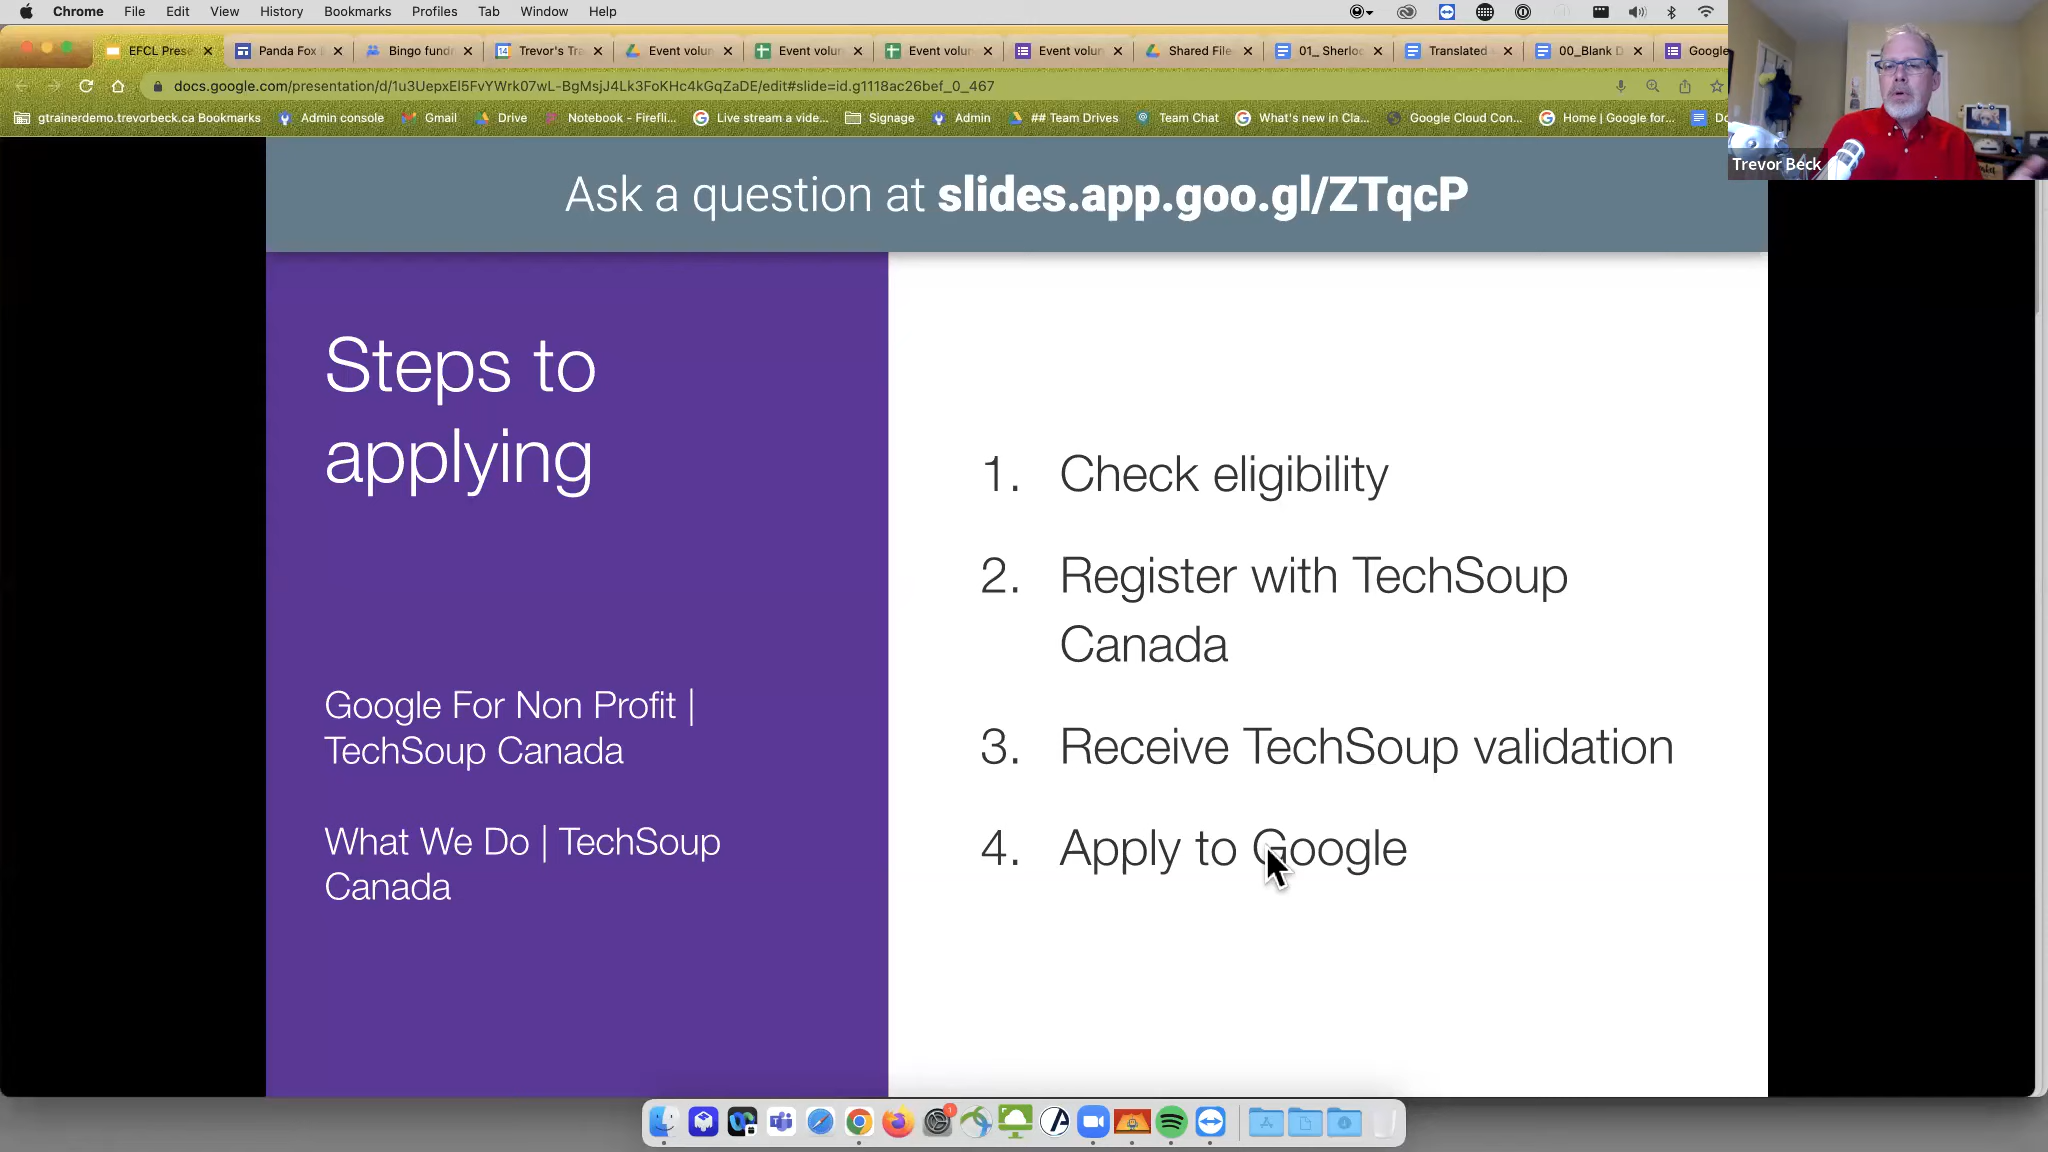 Chrome File Edit View History Bookmarks Profiles Tab Window Help
EFCL Prese Panda Fox Bingo fundr Trevor's Tra Event volun Event volun Event volun Event volun Shared File 01_ Sherlo Translated 00_Blank D Google
docs.google.com/presentation/d/1u3UepxEl5FvYWrk07wL-BgMsjJ4Lk3FoKHc4kGqZaDE/edit#slide=id.g1118ac26bef_0_467
gtrainerdemo.trevorbeck.ca Bookmarks Admin console Gmail Drive Notebook - Firefli... Live stream a vide... Signage Admin ## Team Drives Team Chat What's new in Cla... Google Cloud Con... Home | Google for... Do
Trevor Beck
Ask a question at slides.app.goo.gl/ZTqcP
Steps to
applying
Google For Non Profit |
TechSoup Canada
What We Do | TechSoup
Canada
1. Check eligibility
2. Register with TechSoup
Canada
3. Receive TechSoup validation
4. Apply to Google